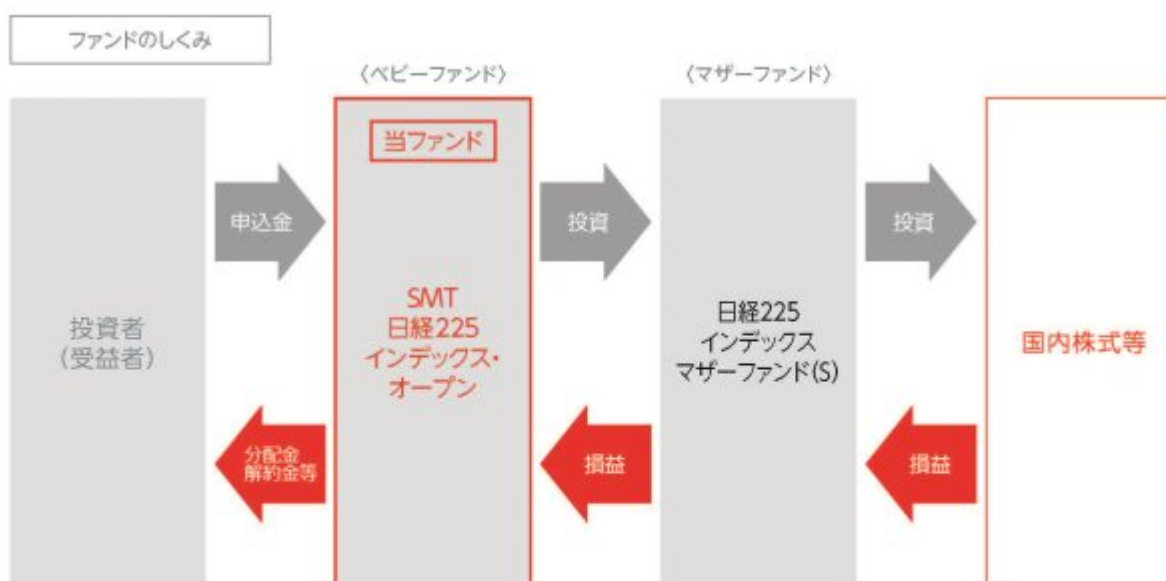 ファンドのしくみ
〈ベビーファンド〉
〈マザーファンド〉
当ファンド
申込金
投資
投資
投資者
(受益者)
SMT
日経225
インデックス・
オープン
日経225
インデックス
マザーファンド(S)
国内株式等
分配金
解約金等
損益
損益